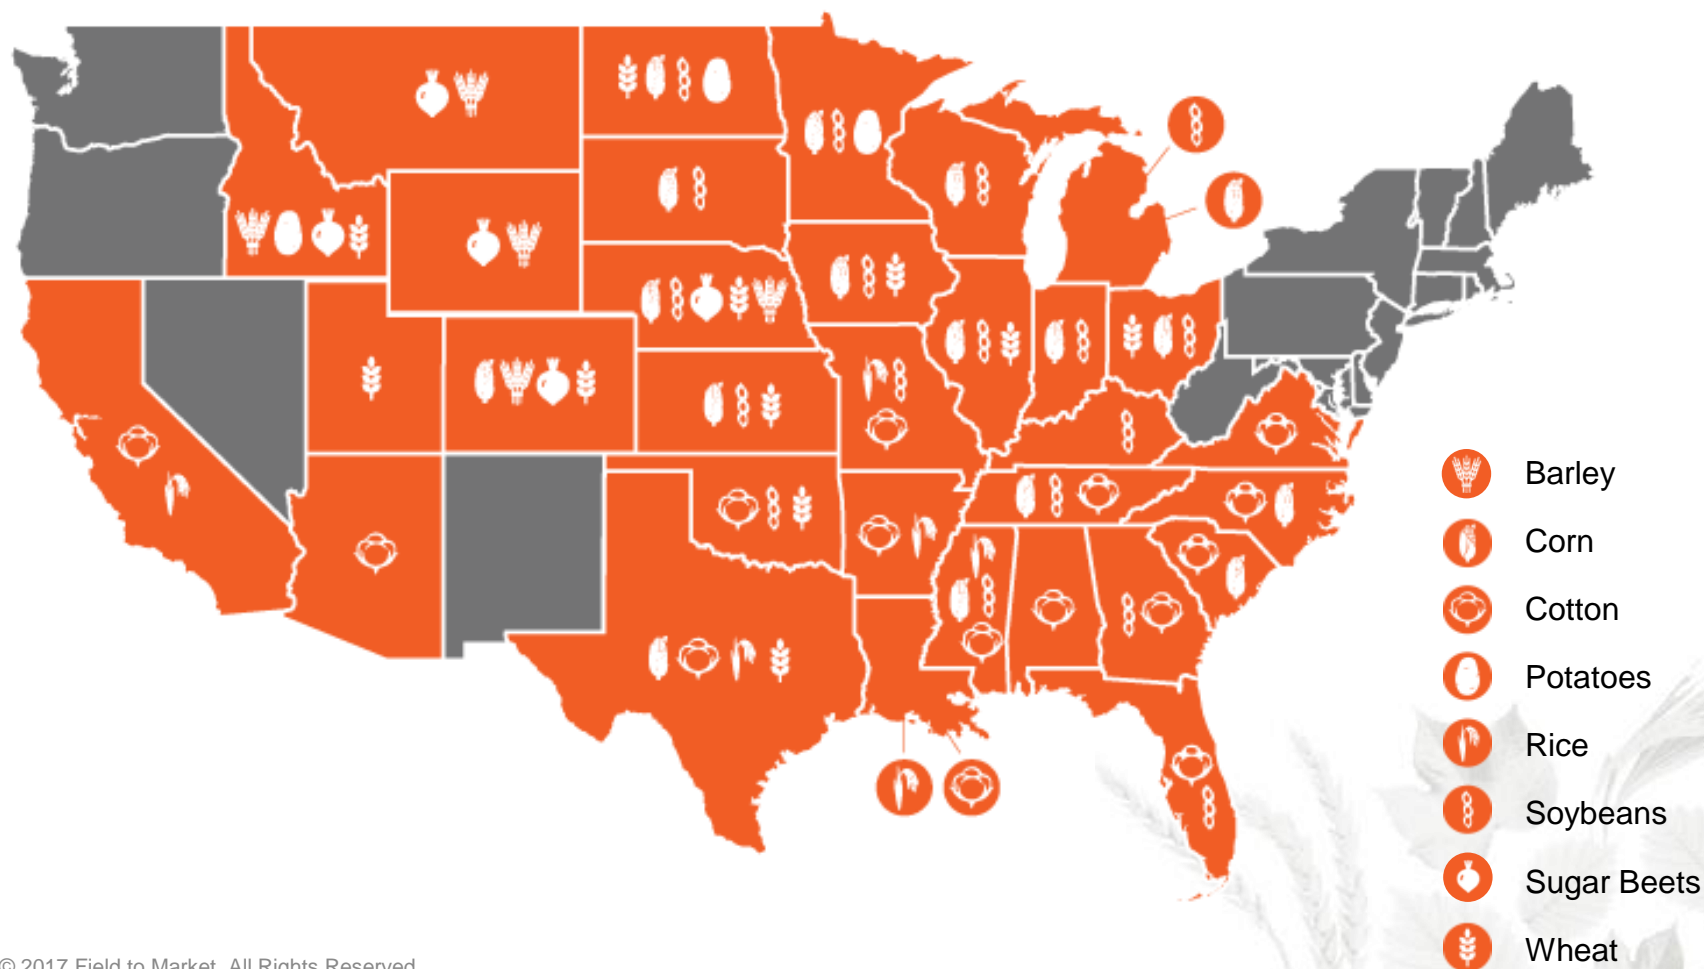 Barley
Corn
Cotton
Potatoes
Rice
Soybeans
Sugar Beets
Wheat
© 2017 Field to Market. All Rights Reserved